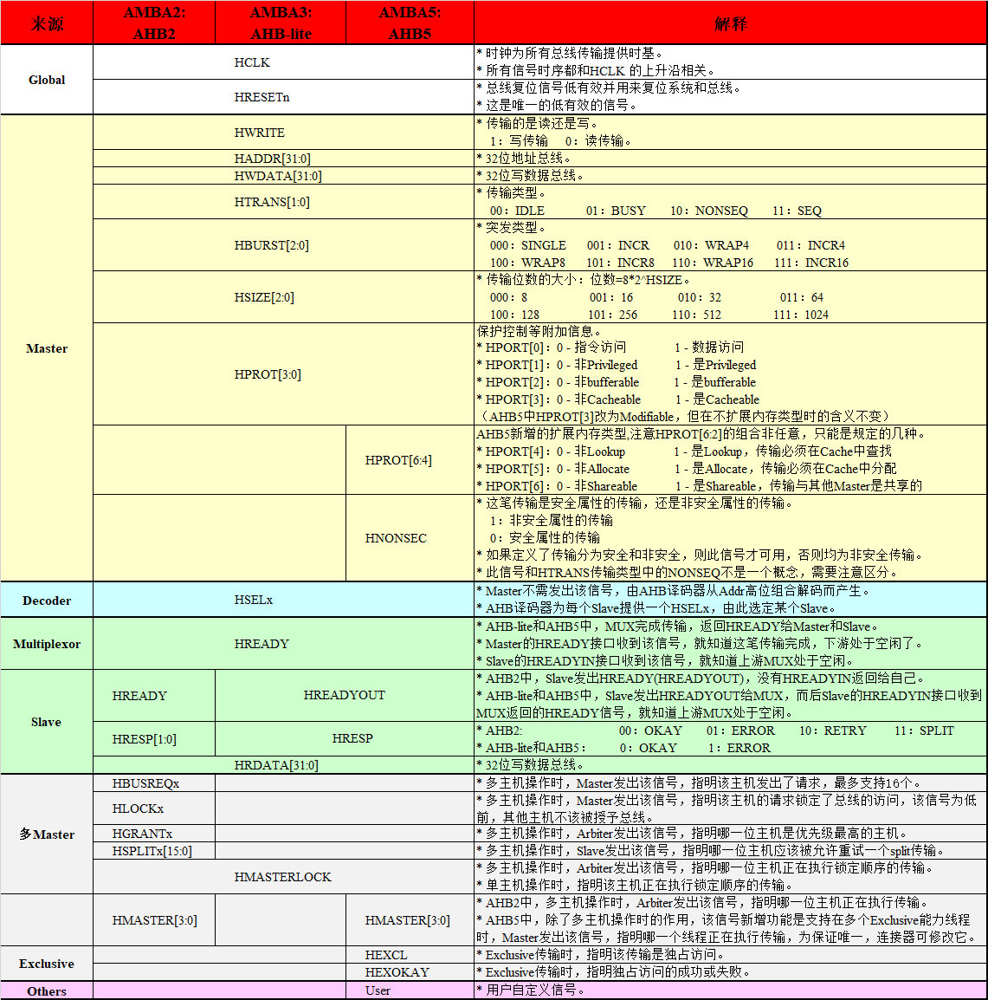 来源
AMBA2:
AHB2
AMBA3:
AHB-lite
AMBA5:
AHB5
解释
Global
HCLK
* 时钟为所有总线传输提供时基。
* 所有信号时序都和HCLK 的上升沿相关。
HRESETn
* 总线复位信号低有效并用来复位系统和总线。
* 这是唯一的低有效的信号。
Master
HWRITE
* 传输的是读还是写。
1：写传输 0：读传输。
HADDR[31:0]
* 32位地址总线。
HWDATA[31:0]
* 32位写数据总线。
HTRANS[1:0]
* 传输类型。
00：IDLE 01：BUSY 10：NONSEQ 11：SEQ
HBURST[2:0]
* 突发类型。
000：SINGLE 001：INCR 010：WRAP4 011：INCR4
100：WRAP8 101：INCR8 110：WRAP16 111：INCR16
HSIZE[2:0]
* 传输位数的大小：位数=8*2^HSIZE。
000：8 001：16 010：32 011：64
100：128 101：256 110：512 111：1024
HPROT[3:0]
保护控制等附加信息。
* HPORT[0]：0 - 指令访问 1 - 数据访问
* HPORT[1]：0 - 非Privileged 1 - 是Privileged
* HPORT[2]：0 - 非bufferable 1 - 是bufferable
* HPORT[3]：0 - 非Cacheable 1 - 是Cacheable
（AHB5中HPROT[3]改为Modifiable，但在不扩展内存类型时的含义不变）
HPROT[6:4]
AHB5新增的扩展内存类型,注意HPROT[6:2]的组合非任意，只能是规定的几种。
* HPORT[4]：0 - 非Lookup 1 - 是Lookup，传输必须在Cache中查找
* HPORT[5]：0 - 非Allocate 1 - 是Allocate，传输必须在Cache中分配
* HPORT[6]：0 - 非Shareable 1 - 是Shareable，传输与其他Master是共享的
HNONSEC
* 这笔传输是安全属性的传输，还是非安全属性的传输。
1：非安全属性的传输
0：安全属性的传输
* 如果定义了传输分为安全和非安全，则此信号才可用，否则均为非安全传输。
* 此信号和HTRANS传输类型中的NONSEQ不是一个概念，需要注意区分。
Decoder
HSELx
* Master不需发出该信号，由AHB译码器从Addr高位组合解码而产生。
* AHB译码器为每个Slave提供一个HSELx，由此选定某个Slave。
Multiplexor
HREADY
* AHB-lite和AHB5中，MUX完成传输，返回HREADY给Master和Slave。
* Master的HREADY接口收到该信号，就知道这笔传输完成，下游处于空闲了。
* Slave的HREADYIN接口收到该信号，就知道上游MUX处于空闲。
Slave
HREADY
HREADYOUT
* AHB2中，Slave发出HREADY(HREADYOUT)，没有HREADYIN返回给自己。
* AHB-lite和AHB5中，Slave发出HREADYOUT给MUX，而后Slave的HREADYIN接口收到
MUX返回的HREADY信号，就知道上游MUX处于空闲。
HRESP[1:0]
HRESP
* AHB2: 00：OKAY 01：ERROR 10：RETRY 11：SPLIT
* AHB-lite和AHB5： 0：OKAY 1：ERROR
HRDATA[31:0]
* 32位写数据总线。
多Master
HBUSREQx
* 多主机操作时，Master发出该信号，指明该主机发出了请求，最多支持16个。
HLOCKx
* 多主机操作时，Master发出该信号，指明该主机的请求锁定了总线的访问，该信号为低
前，其他主机不该被授予总线。
HGRANTx
* 多主机操作时，Arbiter发出该信号，指明哪一位主机是优先级最高的主机。
HSPLITx[15:0]
* 多主机操作时，Slave发出该信号，指明哪一位主机应该被允许重试一个split传输。
HMASTERLOCK
* 多主机操作时，Arbiter发出该信号，指明哪一位主机正在执行锁定顺序的传输。
* 单主机操作时，指明该主机正在执行锁定顺序的传输。
HMASTER[3:0]
HMASTER[3:0]
* AHB2中，多主机操作时，Arbiter发出该信号，指明哪一位主机正在执行传输。
* AHB5中，除了多主机操作时的作用，该信号新增功能是支持在多个Exclusive能力线程
时，Master发出该信号，指明哪一个线程正在执行传输，为保证唯一，连接器可修改它。
Exclusive
HEXCL
* Exclusive传输时，指明该传输是独占访问。
HEXOKAY
* Exclusive传输时，指明独占访问的成功或失败。
Others
User
* 用户自定义信号。